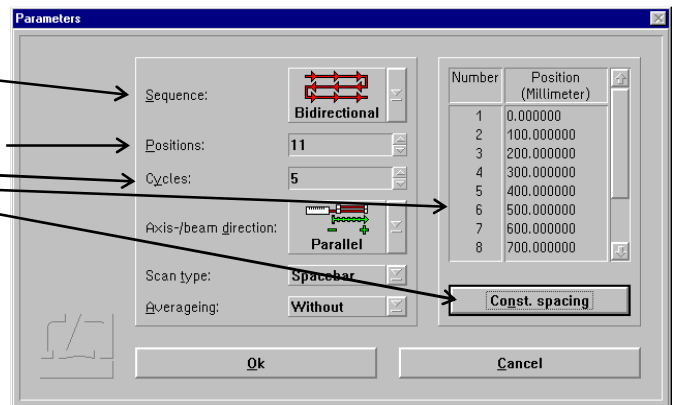 Parameters
Sequence:
Bidirectional
Positions:
11
Cycles:
5
Axis-/beam direction:
- +
Parallel
Scan type:
Spacebar
Averageing:
Without
Number Position
(Millimeter)
1 0.000000
2 100.000000
3 200.000000
4 300.000000
5 400.000000
6 500.000000
7 600.000000
8 700.000000
Const. spacing
Ok
Cancel